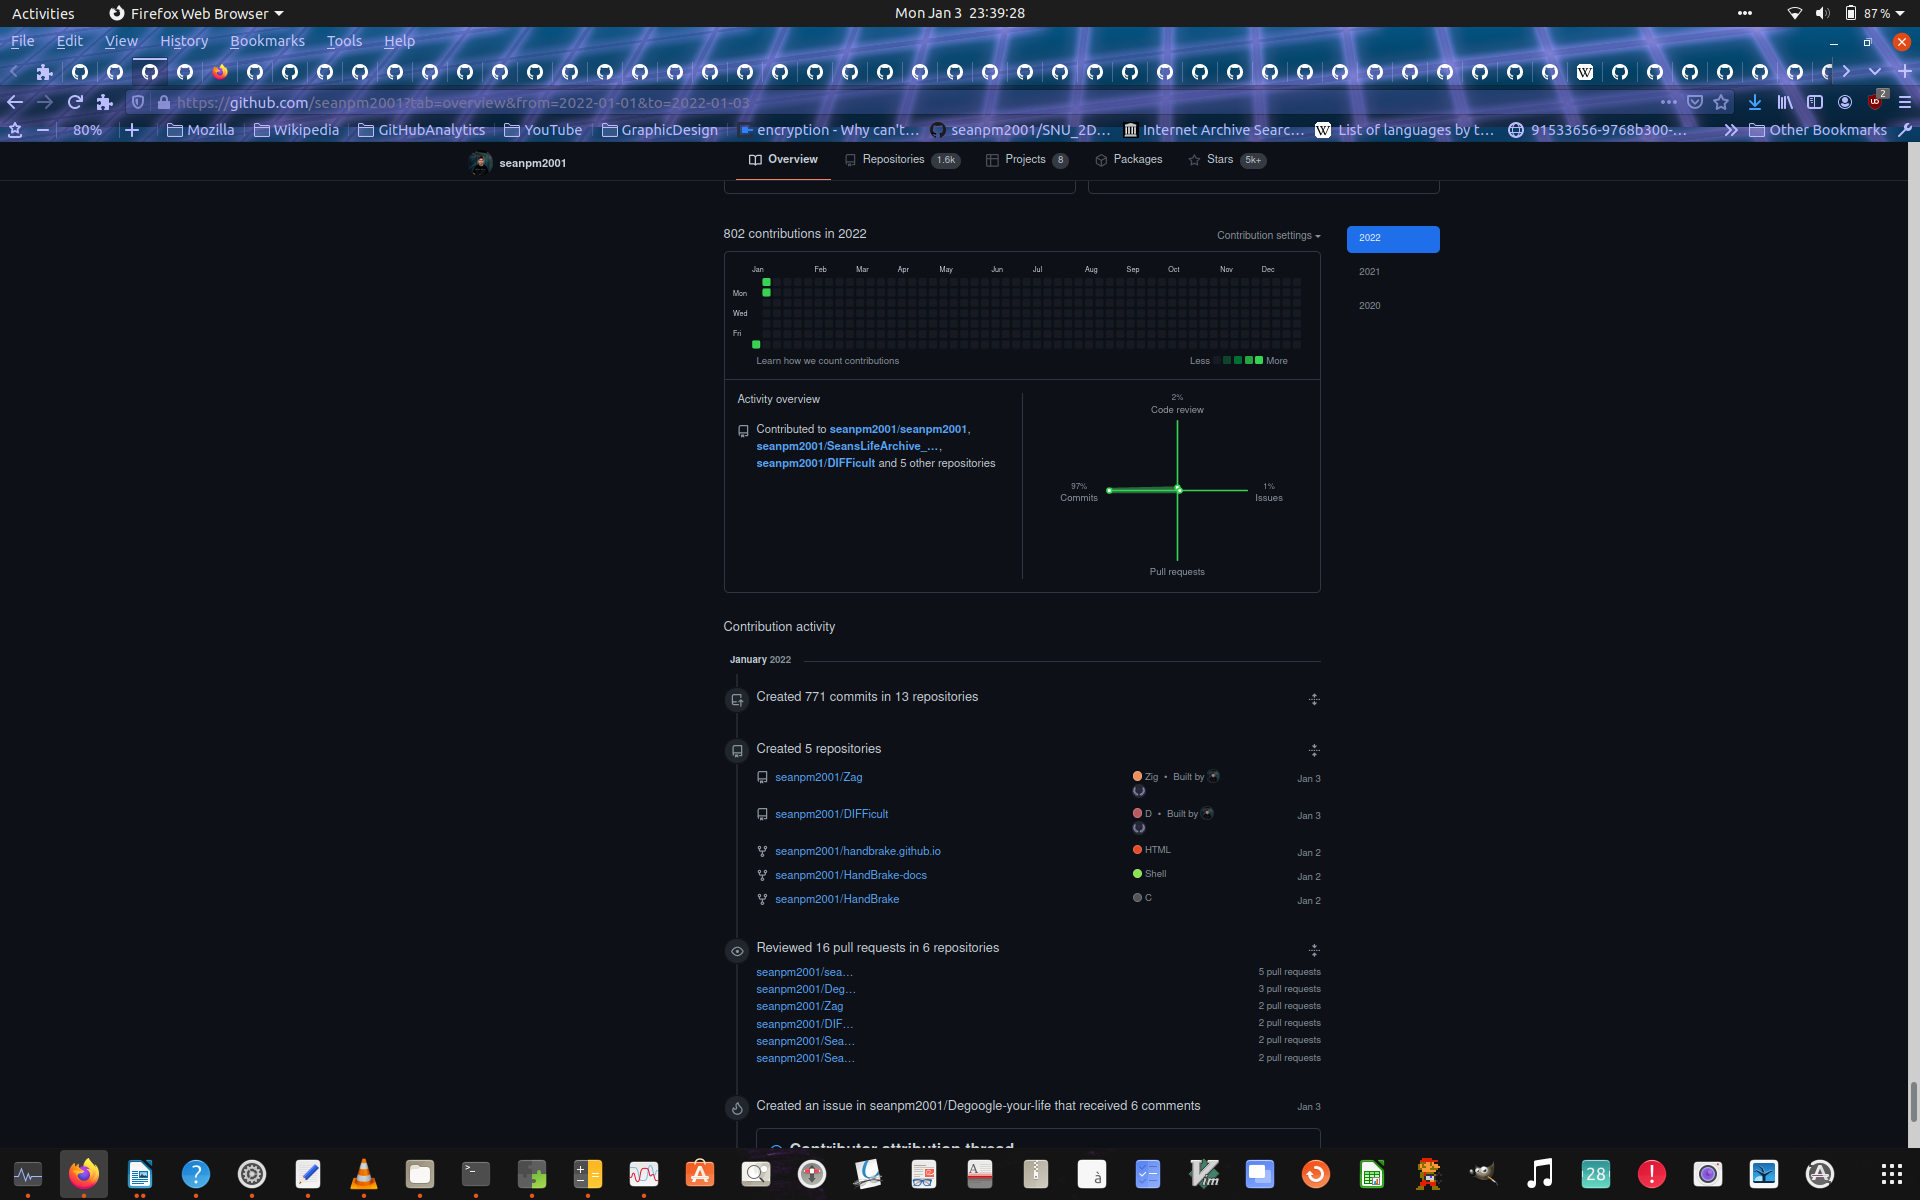 Activities Firefox Web Browser Mon Jan 3 23:39:28 87 %
File Edit View History Bookmarks Tools Help
https://github.com/seanpm2001?tab=overview&from=2022-01-01&to=2022-01-03
2
80% Mozilla Wikipedia GitHubAnalytics YouTube GraphicDesign encryption - Why can't… seanpm2001/SNU_2D… Internet Archive Searc… List of languages by t… 91533656-9768b300-… Other Bookmarks
seanpm2001 Overview Repositories 1.6k Projects 8 Packages Stars 5k+
802 contributions in 2022 Contribution settings 2022
2021
2020
Jan Feb Mar Apr May Jun Jul Aug Sep Oct Nov Dec
Mon
Wed
Fri
Learn how we count contributions Less More
Activity overview
Contributed to seanpm2001/seanpm2001,
seanpm2001/SeansLifeArchive_…,
seanpm2001/DIFFicult and 5 other repositories
2%
Code review
97%
Commits
1%
Issues
Pull requests
Contribution activity
January 2022
Created 771 commits in 13 repositories
Created 5 repositories
seanpm2001/Zag Zig • Built by Jan 3
seanpm2001/DIFFicult D • Built by Jan 3
seanpm2001/handbrake.github.io HTML Jan 2
seanpm2001/HandBrake-docs Shell Jan 2
seanpm2001/HandBrake C Jan 2
Reviewed 16 pull requests in 6 repositories
seanpm2001/sea… 5 pull requests
seanpm2001/Deg… 3 pull requests
seanpm2001/Zag 2 pull requests
seanpm2001/DIF… 2 pull requests
seanpm2001/Sea… 2 pull requests
seanpm2001/Sea… 2 pull requests
Created an issue in seanpm2001/Degoogle-your-life that received 6 comments Jan 3
Contributor attribution thread
28